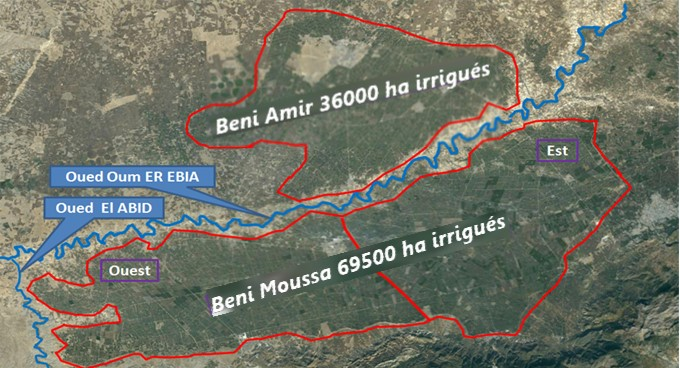 Beni Amir 36000 ha irrigués
Est
Oued Oum ER EBIA
Oued El ABID
Ouest
Beni Moussa 69500 ha irrigués